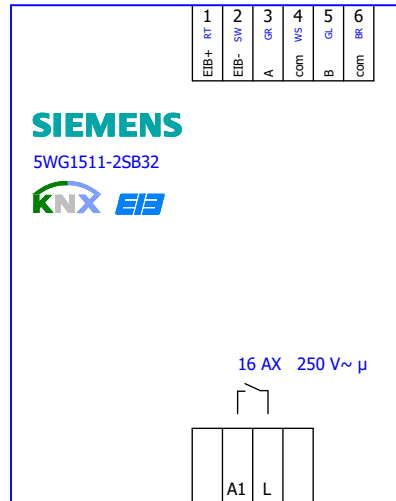 1 2 3 4 5 6
RT SW GR WS GL BR
EIB+ EIB- A com B com
SIEMENS
5WG1511-2SB32
KNX EIB
16 AX 250 V~ µ
A1 L